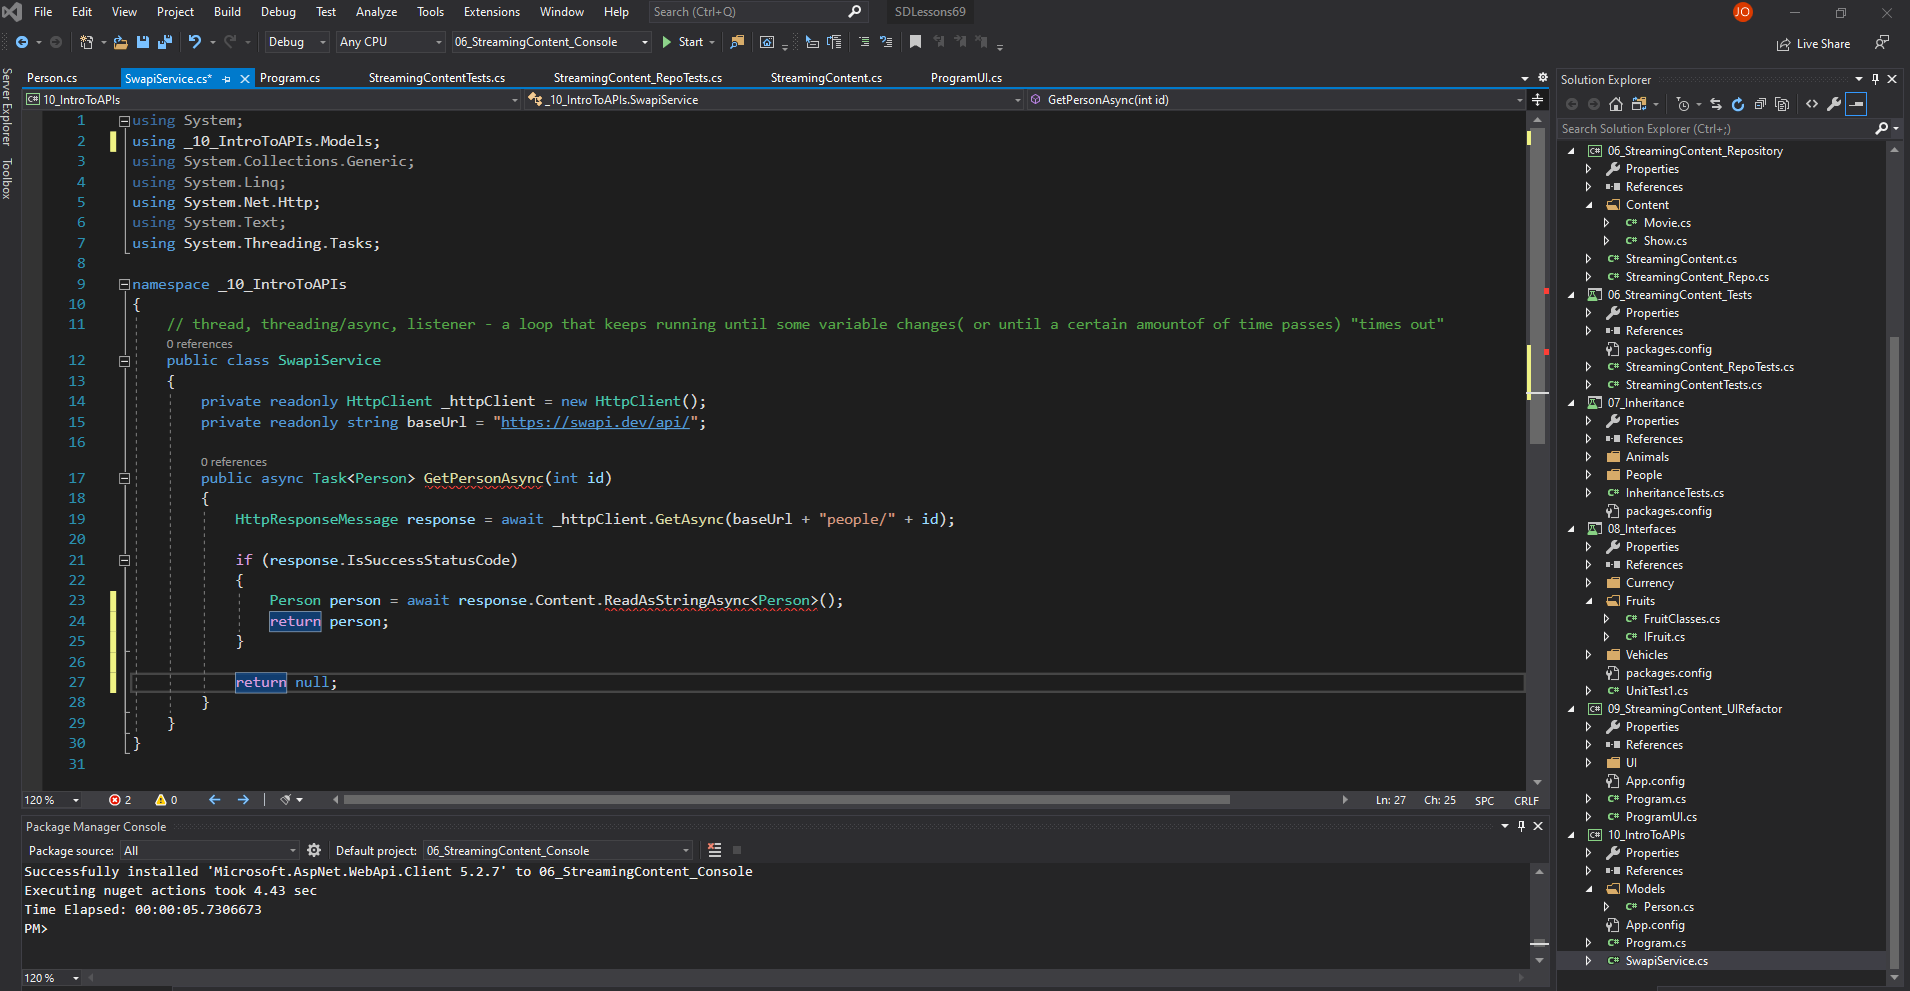 File Edit View Project Build Debug Test Analyze Tools Extensions Window Help Search (Ctrl+Q) SDLessons69 JO
Debug Any CPU 06_StreamingContent_Console Start Live Share
Server Explorer
Toolbox
Person.cs SwapiService.cs* Program.cs StreamingContentTests.cs StreamingContent_RepoTests.cs StreamingContent.cs ProgramUI.cs
10_IntroToAPIs _10_IntroToAPIs.SwapiService GetPersonAsync(int id)
1 using System;
2 using _10_IntroToAPIs.Models;
3 using System.Collections.Generic;
4 using System.Linq;
5 using System.Net.Http;
6 using System.Text;
7 using System.Threading.Tasks;
8
9 namespace _10_IntroToAPIs
10 {
11 // thread, threading/async, listener - a loop that keeps running until some variable changes( or until a certain amountof of time passes) "times out"
0 references
12 public class SwapiService
13 {
14 private readonly HttpClient _httpClient = new HttpClient();
15 private readonly string baseUrl = "https://swapi.dev/api/";
16
0 references
17 public async Task<Person> GetPersonAsync(int id)
18 {
19 HttpResponseMessage response = await _httpClient.GetAsync(baseUrl + "people/" + id);
20
21 if (response.IsSuccessStatusCode)
22 {
23 Person person = await response.Content.ReadAsStringAsync<Person>();
24 return person;
25 }
26
27 return null;
28 }
29 }
30 }
31
120 % 2 0 Ln: 27 Ch: 25 SPC CRLF
Package Manager Console
Package source: All Default project: 06_StreamingContent_Console
Successfully installed 'Microsoft.AspNet.WebApi.Client 5.2.7' to 06_StreamingContent_Console
Executing nuget actions took 4.43 sec
Time Elapsed: 00:00:05.7306673
PM>
120 %
Solution Explorer
Search Solution Explorer (Ctrl+;)
C# 06_StreamingContent_Repository
Properties
References
Content
C# Movie.cs
C# Show.cs
C# StreamingContent.cs
C# StreamingContent_Repo.cs
06_StreamingContent_Tests
Properties
References
packages.config
C# StreamingContent_RepoTests.cs
C# StreamingContentTests.cs
07_Inheritance
Properties
References
Animals
People
C# InheritanceTests.cs
packages.config
08_Interfaces
Properties
References
Currency
Fruits
C# FruitClasses.cs
C# IFruit.cs
Vehicles
packages.config
C# UnitTest1.cs
C# 09_StreamingContent_UIRefactor
Properties
References
UI
App.config
C# Program.cs
C# ProgramUI.cs
C# 10_IntroToAPIs
Properties
References
Models
C# Person.cs
App.config
C# Program.cs
C# SwapiService.cs